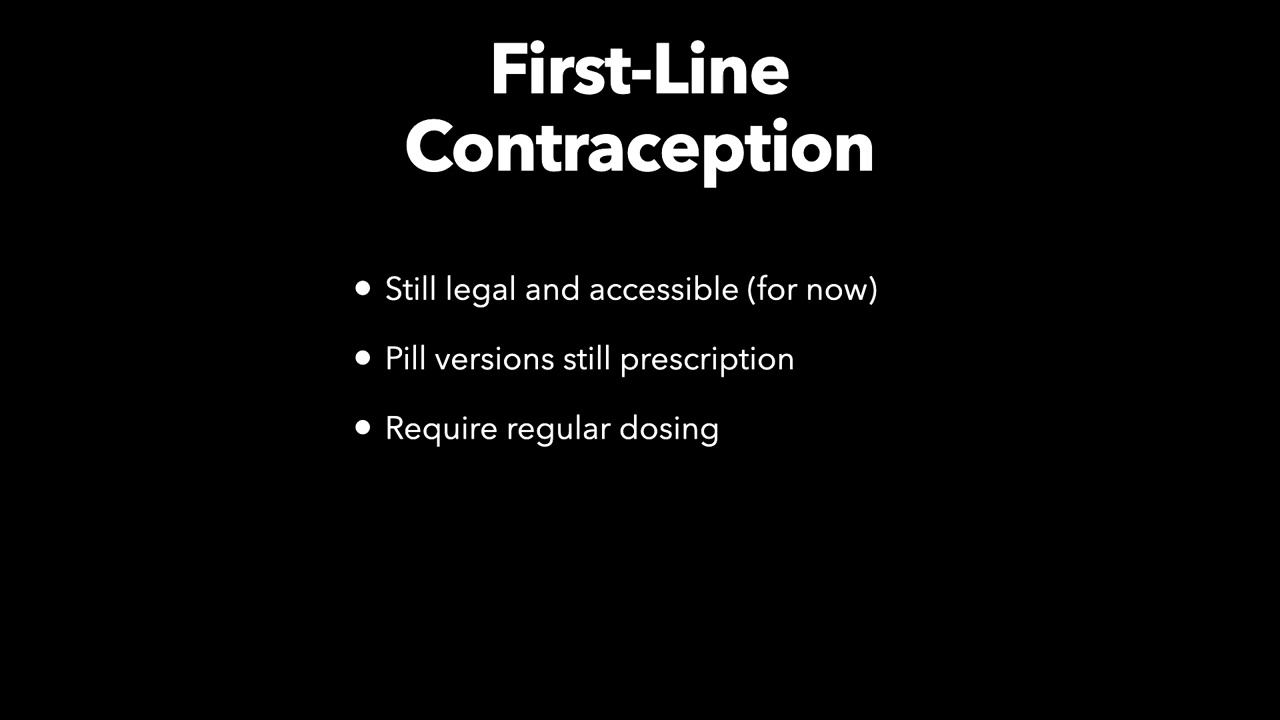 First-Line
Contraception
• Still legal and accessible (for now)
• Pill versions still prescription
• Require regular dosing